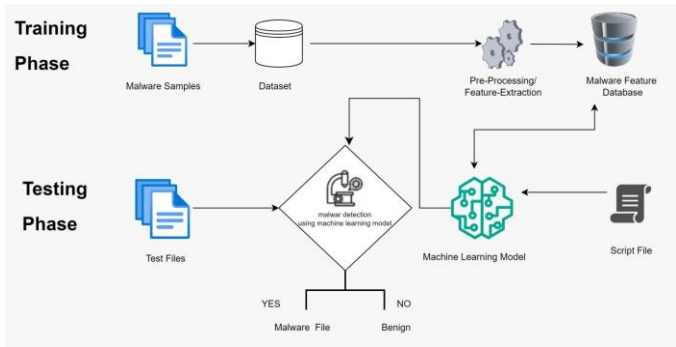 Training
Phase
Malware Samples
Dataset
Pre-Processing/
Feature-Extraction
Malware Feature
Database
Testing
Phase
malwar detection
using machine learning model
Test Files
Machine Learning Model
Script File
YES
NO
Malware File
Benign